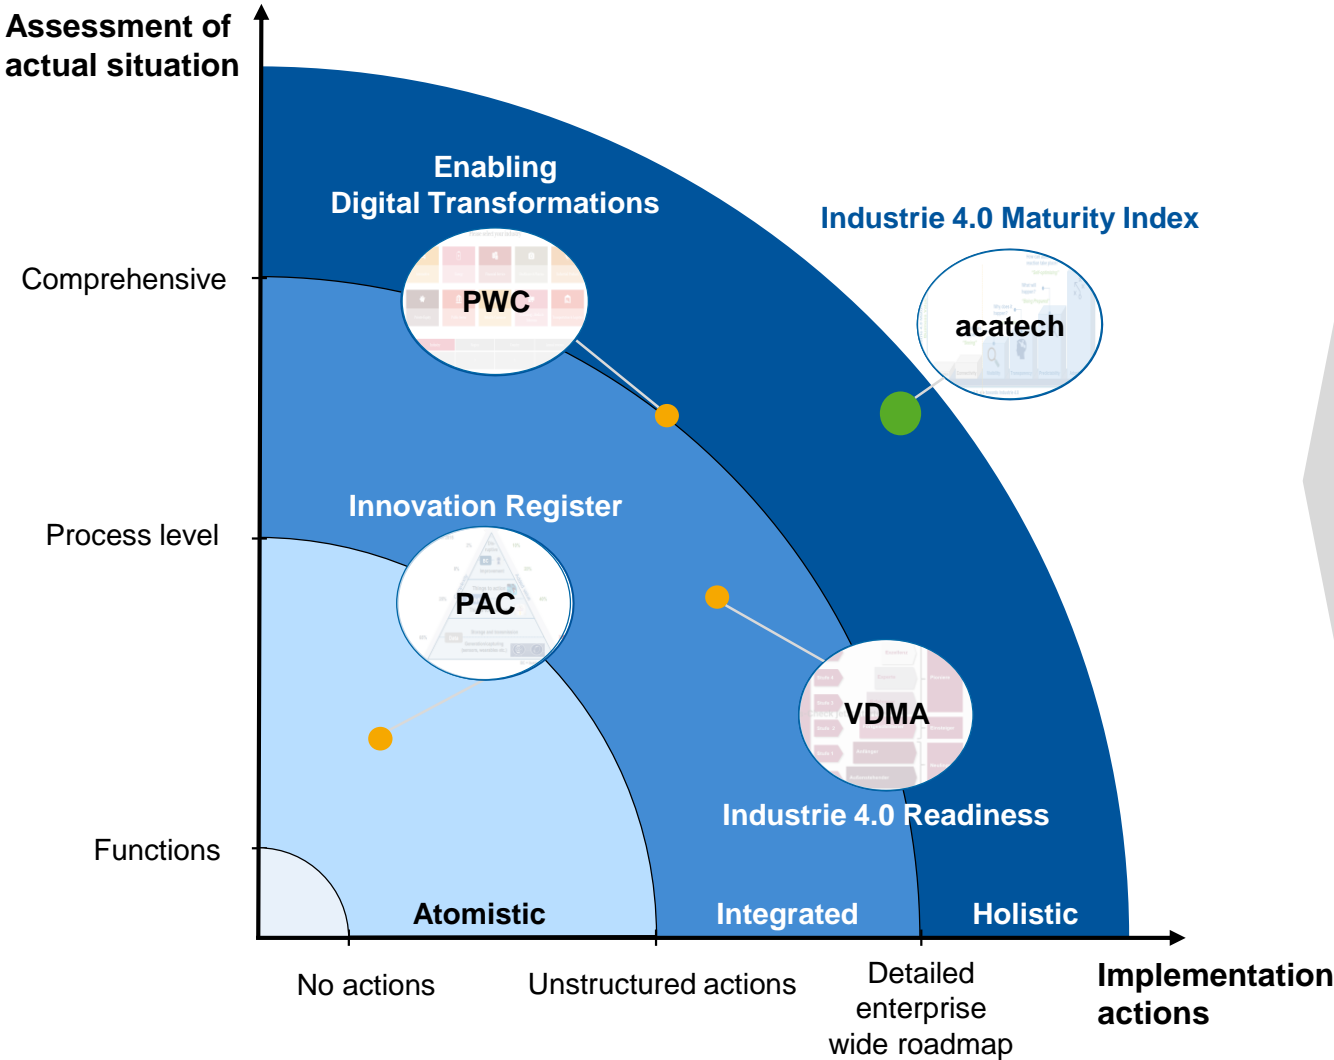 Assessment of
actual situation
Enabling
Digital Transformations
Industrie 4.0 Maturity Index
Comprehensive
PWC
acatech
Innovation Register
Process level
PAC
VDMA
Industrie 4.0 Readiness
Functions
Atomistic
Integrated
Holistic
No actions
Unstructured actions
Detailed
enterprise
wide roadmap
Implementation
actions